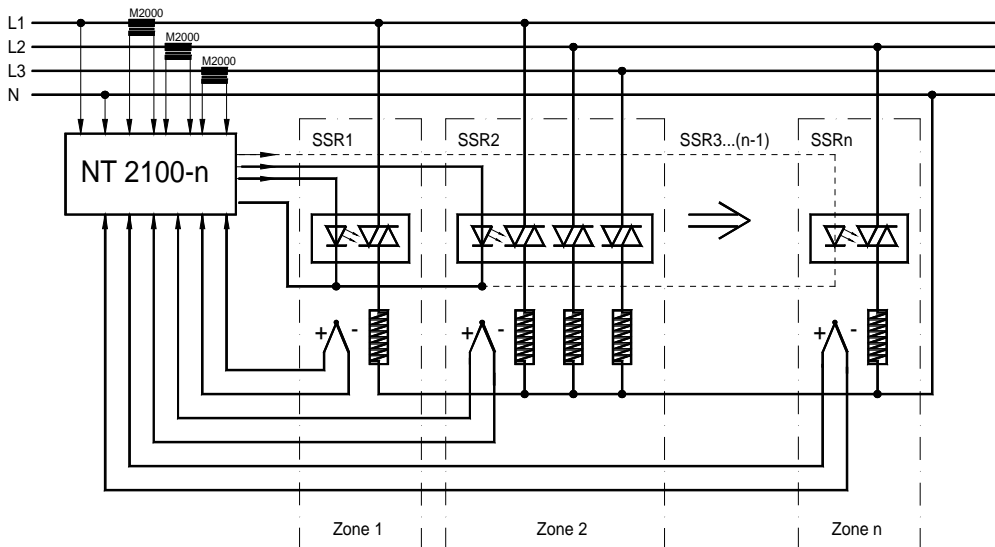 M2000
L1
M2000
L2
M2000
L3
N
SSR1
SSR2
SSR3...(n-1)
SSRn
NT 2100-n
+ -
+ -
+ -
Zone 1
Zone 2
Zone n